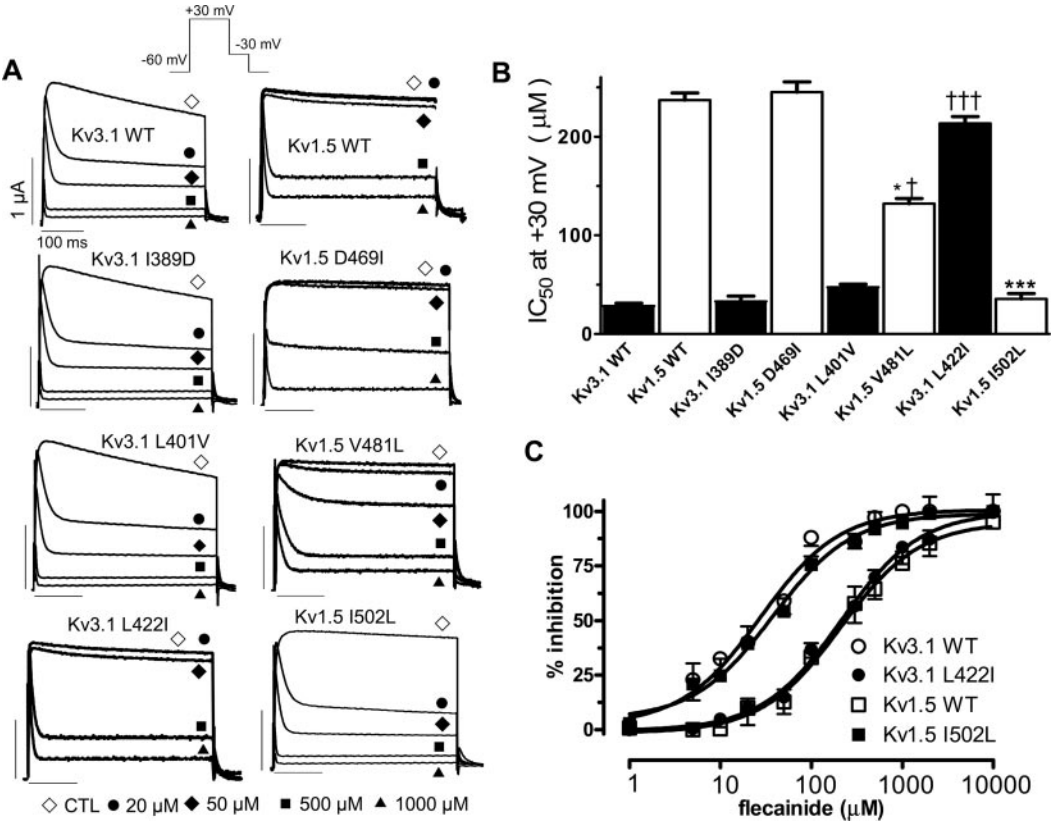 +30 mV
-30 mV
-60 mV
A
Kv3.1 WT
Kv1.5 WT
1 µA
100 ms
Kv3.1 I389D
Kv1.5 D469I
Kv3.1 L401V
Kv1.5 V481L
Kv3.1 L422I
Kv1.5 I502L
◇ CTL ● 20 µM ◆ 50 µM ■ 500 µM ▲ 1000 µM
B
IC50 at +30 mV (µM)
200
100
0
* †
†††
***
Kv3.1 WT
Kv1.5 WT
Kv3.1 I389D
Kv1.5 D469I
Kv3.1 L401V
Kv1.5 V481L
Kv3.1 L422I
Kv1.5 I502L
C
% inhibition
100
75
50
25
0
Kv3.1 WT
Kv3.1 L422I
Kv1.5 WT
Kv1.5 I502L
1 10 100 1000 10000
flecainide (µM)